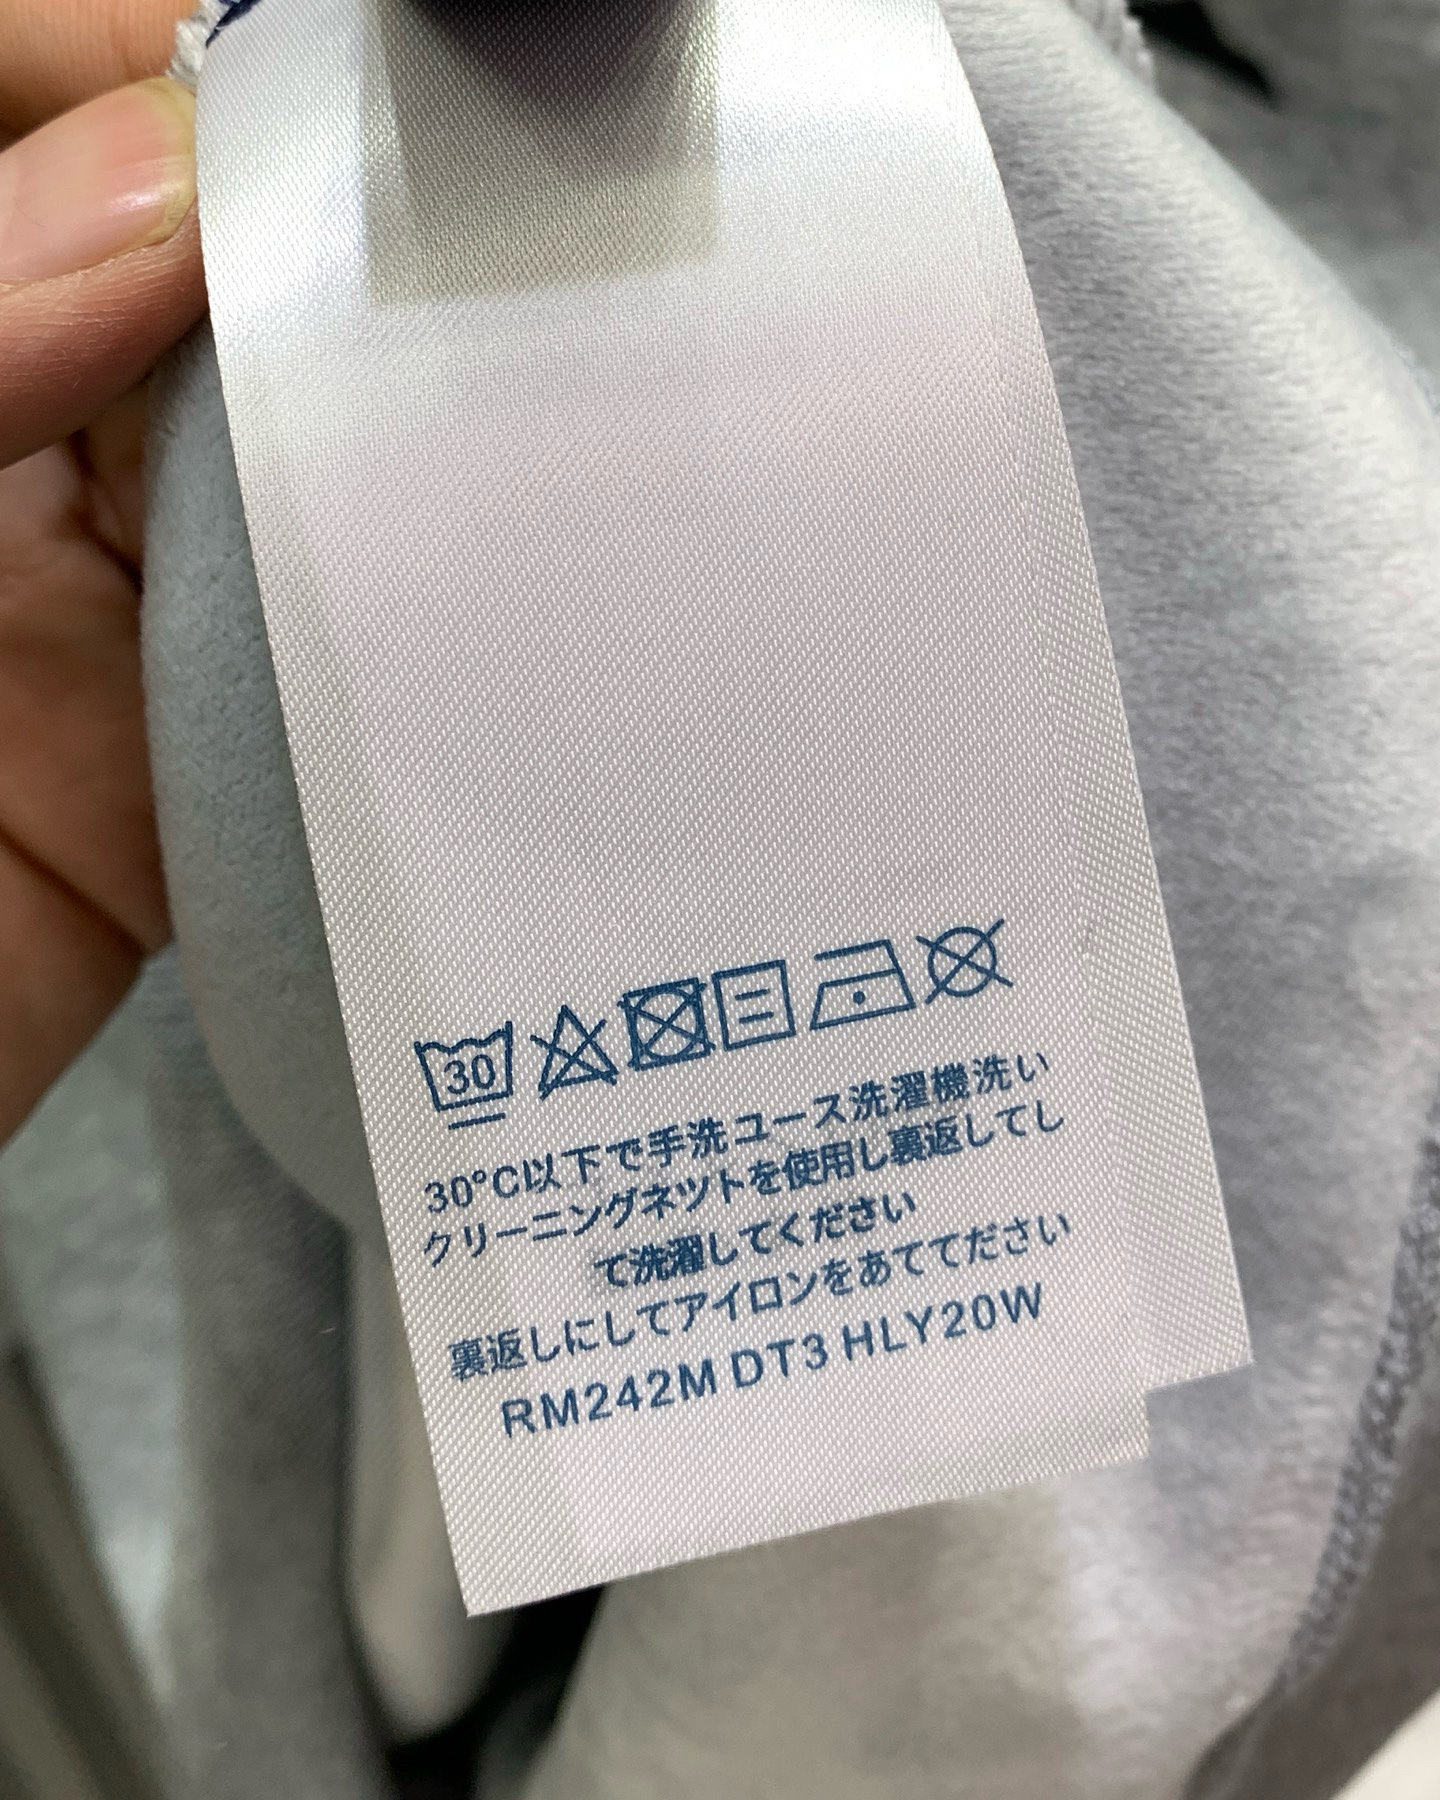 30
30°C以下で手洗ユース洗濯機洗い
クリーニングネツトを使用し裏返してし
て洗濯してください
裏返しにしてアイロンをあててださい
RM242M DT3 HLY20W